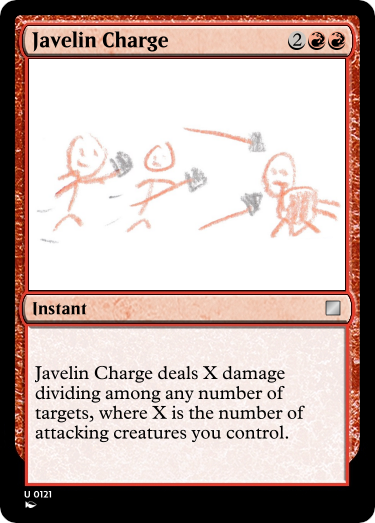 Javelin Charge 2
Instant
Javelin Charge deals X damage
dividing among any number of
targets, where X is the number of
attacking creatures you control.
U 0121